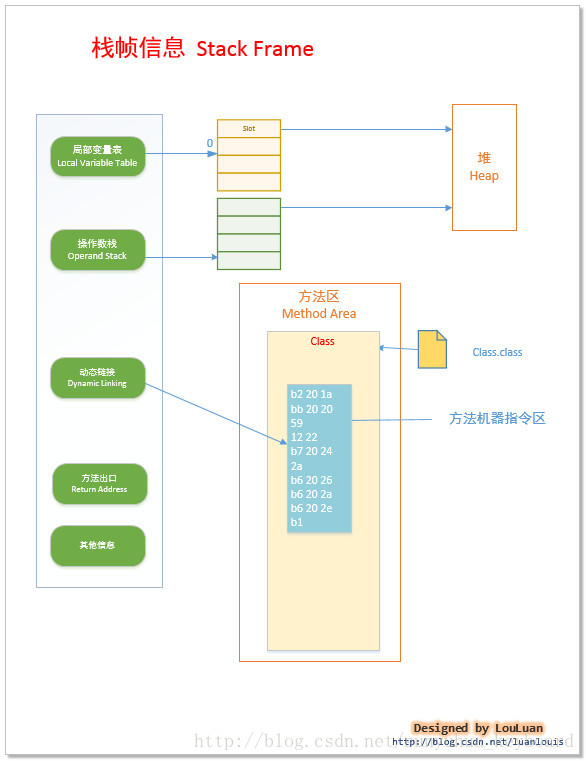 栈帧信息 Stack Frame
局部变量表
Local Variable Table
0
Slot
堆
Heap
操作数栈
Operand Stack
方法区
Method Area
Class
Class.class
动态链接
Dynamic Linking
b2 20 1a
bb 20 20
59
12 22
b7 20 24
2a
b6 20 26
b6 20 2a
b6 20 2e
b1
方法机器指令区
方法出口
Return Address
其他信息
Designed by LouLuan
http://blog.csdn.net/
http://blog.csdn.net/luanlouis